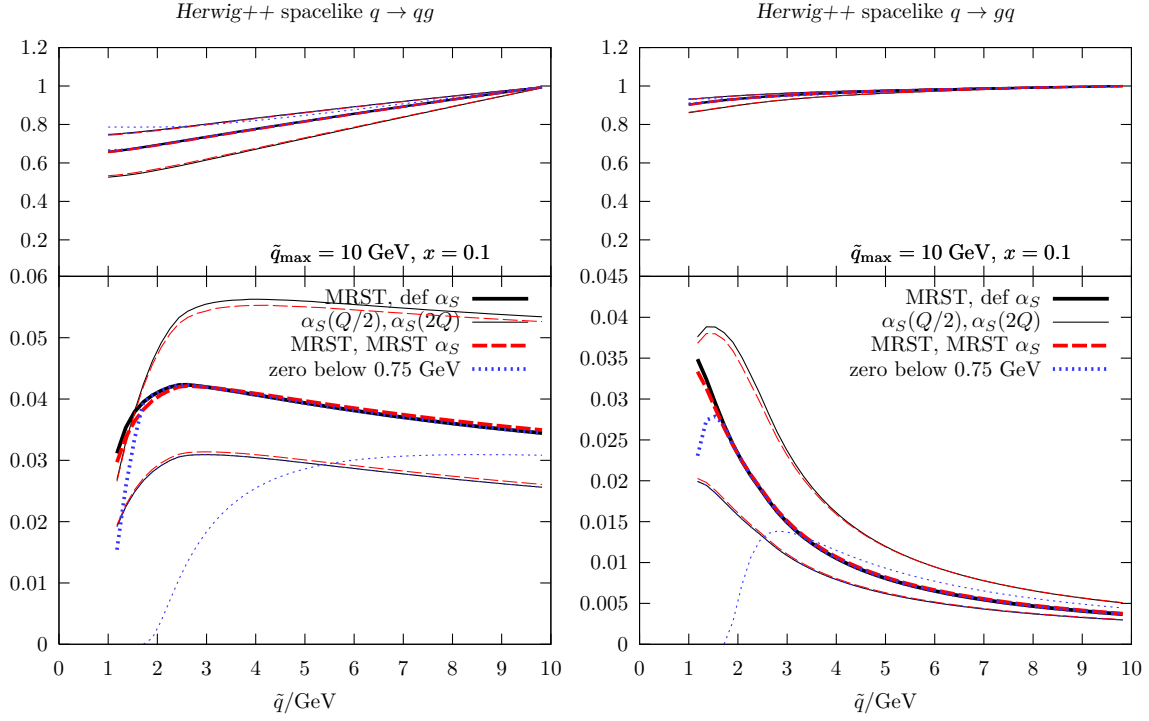 Herwig++ spacelike q → qg
1.2
1
0.8
0.6
0.4
0.2
q̃max = 10 GeV, x = 0.1
0.06
0.05
0.04
0.03
0.02
0.01
0
MRST, def αS
αS(Q/2), αS(2Q)
MRST, MRST αS
zero below 0.75 GeV
0 1 2 3 4 5 6 7 8 9 10
q̃/GeV
Herwig++ spacelike q → gq
1.2
1
0.8
0.6
0.4
0.2
q̃max = 10 GeV, x = 0.1
0.045
0.04
0.035
0.03
0.025
0.02
0.015
0.01
0.005
0
MRST, def αS
αS(Q/2), αS(2Q)
MRST, MRST αS
zero below 0.75 GeV
0 1 2 3 4 5 6 7 8 9 10
q̃/GeV